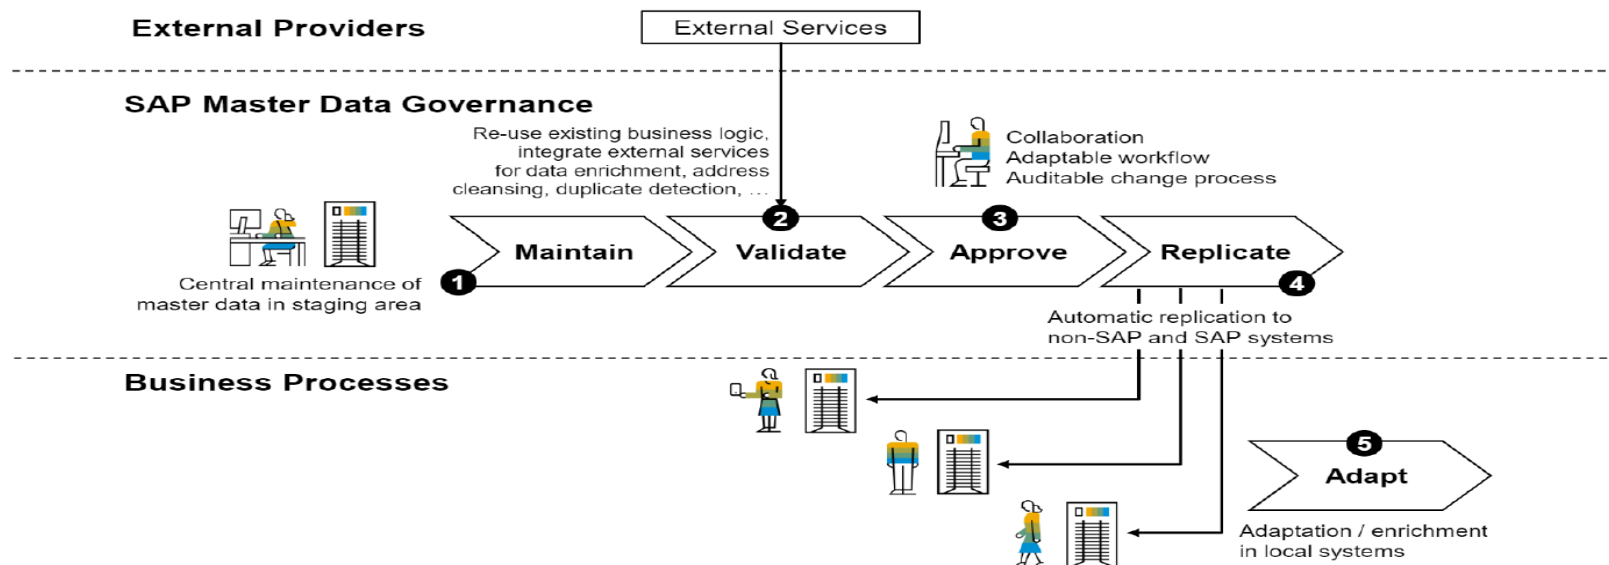 External Providers
External Services
SAP Master Data Governance
Re-use existing business logic,
integrate external services
for data enrichment, address
cleansing, duplicate detection, …
Collaboration
Adaptable workflow
Auditable change process
Central maintenance of
master data in staging area
1
Maintain
2
Validate
3
Approve
Replicate
4
Automatic replication to
non-SAP and SAP systems
Business Processes
5
Adapt
Adaptation / enrichment
in local systems